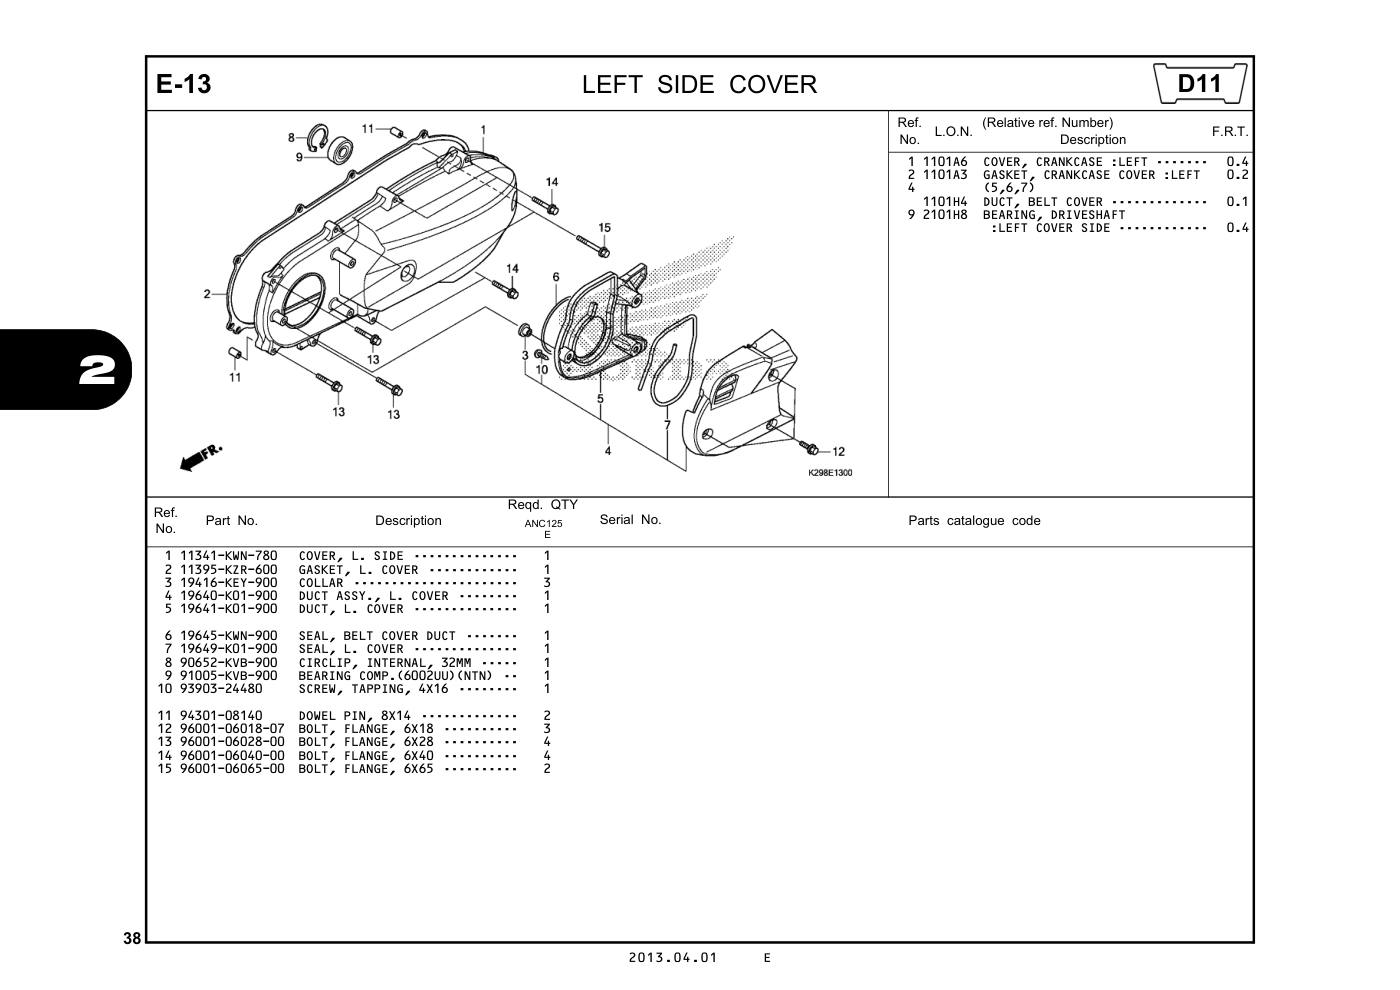 E-13
LEFT SIDE COVER
D11
8
9
11
1
14
15
14
6
2
13
3
10
11
5
13
13
7
4
12
FR.
K298E1300
Ref. No. L.O.N. (Relative ref. Number) Description F.R.T.
1 1101A6 COVER, CRANKCASE :LEFT ------- 0.4
2 1101A3 GASKET, CRANKCASE COVER :LEFT 0.2
4 (5,6,7)
1101H4 DUCT, BELT COVER ------------- 0.1
9 2101H8 BEARING, DRIVESHAFT
:LEFT COVER SIDE ------------ 0.4
2
Ref. No. Part No. Description Reqd. QTY ANC125 E Serial No. Parts catalogue code
1 11341-KWN-780 COVER, L. SIDE -------------- 1
2 11395-KZR-600 GASKET, L. COVER ------------ 1
3 19416-KEY-900 COLLAR ---------------------- 3
4 19640-K01-900 DUCT ASSY., L. COVER -------- 1
5 19641-K01-900 DUCT, L. COVER -------------- 1
6 19645-KWN-900 SEAL, BELT COVER DUCT ------- 1
7 19649-K01-900 SEAL, L. COVER -------------- 1
8 90652-KVB-900 CIRCLIP, INTERNAL, 32MM ----- 1
9 91005-KVB-900 BEARING COMP.(6002UU)(NTN) -- 1
10 93903-24480 SCREW, TAPPING, 4X16 -------- 1
11 94301-08140 DOWEL PIN, 8X14 ------------- 2
12 96001-06018-07 BOLT, FLANGE, 6X18 ---------- 3
13 96001-06028-00 BOLT, FLANGE, 6X28 ---------- 4
14 96001-06040-00 BOLT, FLANGE, 6X40 ---------- 4
15 96001-06065-00 BOLT, FLANGE, 6X65 ---------- 2
38
2013.04.01 E